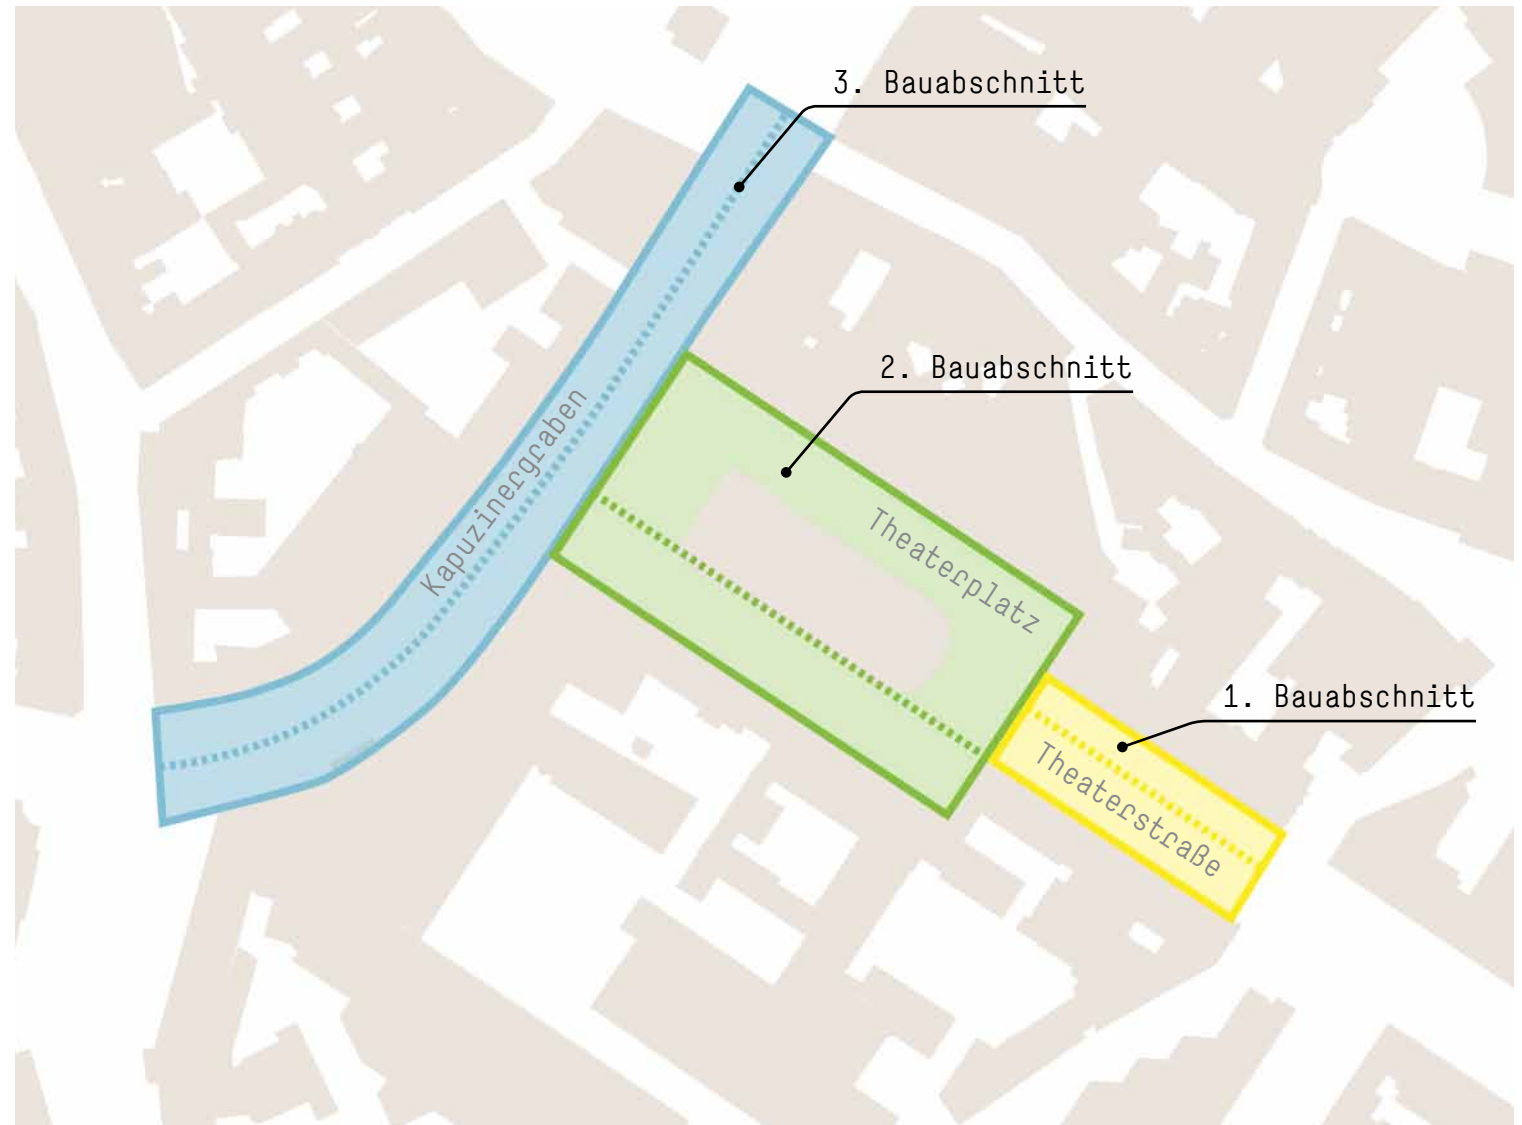 3. Bauabschnitt
2. Bauabschnitt
Kapuzinergraben
Theaterplatz
1. Bauabschnitt
Theaterstraße